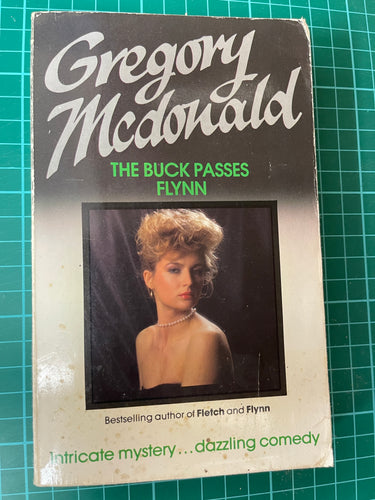 Gregory
Mcdonald
THE BUCK PASSES
FLYNN
Bestselling author of Fletch and Flynn
Intricate mystery...dazzling comedy